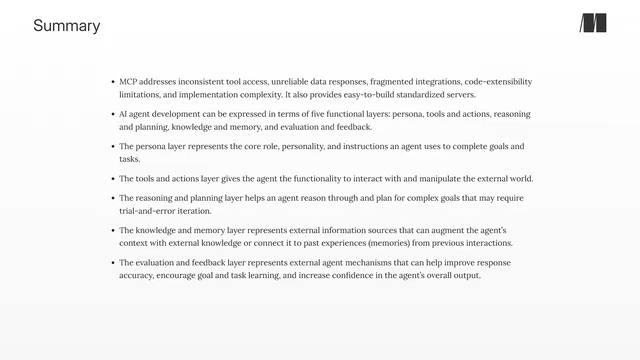 Summary
• MCP addresses inconsistent tool access, unreliable data responses, fragmented integrations, code-extensibility
limitations, and implementation complexity. It also provides easy-to-build standardized servers.
• AI agent development can be expressed in terms of five functional layers: persona, tools and actions, reasoning
and planning, knowledge and memory, and evaluation and feedback.
• The persona layer represents the core role, personality, and instructions an agent uses to complete goals and
tasks.
• The tools and actions layer gives the agent the functionality to interact with and manipulate the external world.
• The reasoning and planning layer helps an agent reason through and plan for complex goals that may require
trial-and-error iteration.
• The knowledge and memory layer represents external information sources that can augment the agent's
context with external knowledge or connect it to past experiences (memories) from previous interactions.
• The evaluation and feedback layer represents external agent mechanisms that can help improve response
accuracy, encourage goal and task learning, and increase confidence in the agent's overall output.